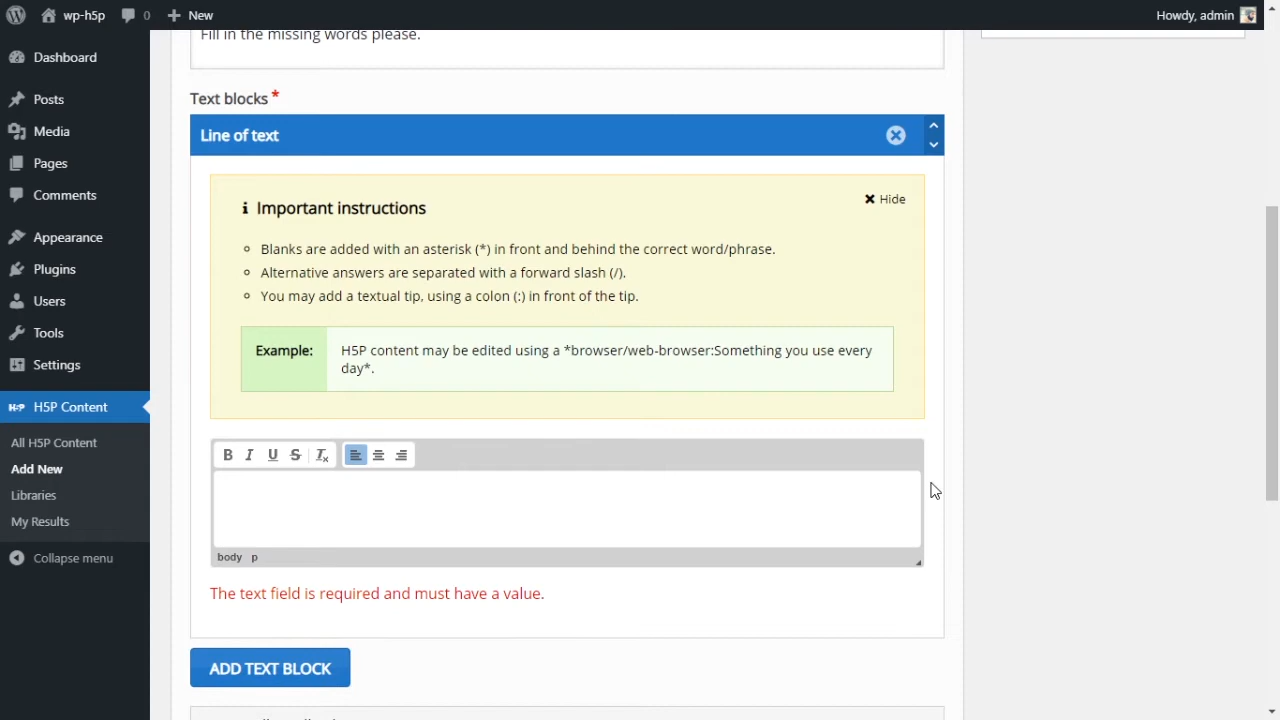 wp-h5p 0 New Howdy, admin
Dashboard
Posts
Media
Pages
Comments
Appearance
Plugins
Users
Tools
Settings
H5P H5P Content
All H5P Content
Add New
Libraries
My Results
Collapse menu
Fill in the missing words please.
Text blocks *
Line of text
Important instructions
Hide
Blanks are added with an asterisk (*) in front and behind the correct word/phrase.
Alternative answers are separated with a forward slash (/).
You may add a textual tip, using a colon (:) in front of the tip.
Example: H5P content may be edited using a *browser/web-browser:Something you use every
day*.
B I U S Tx
body p
The text field is required and must have a value.
ADD TEXT BLOCK